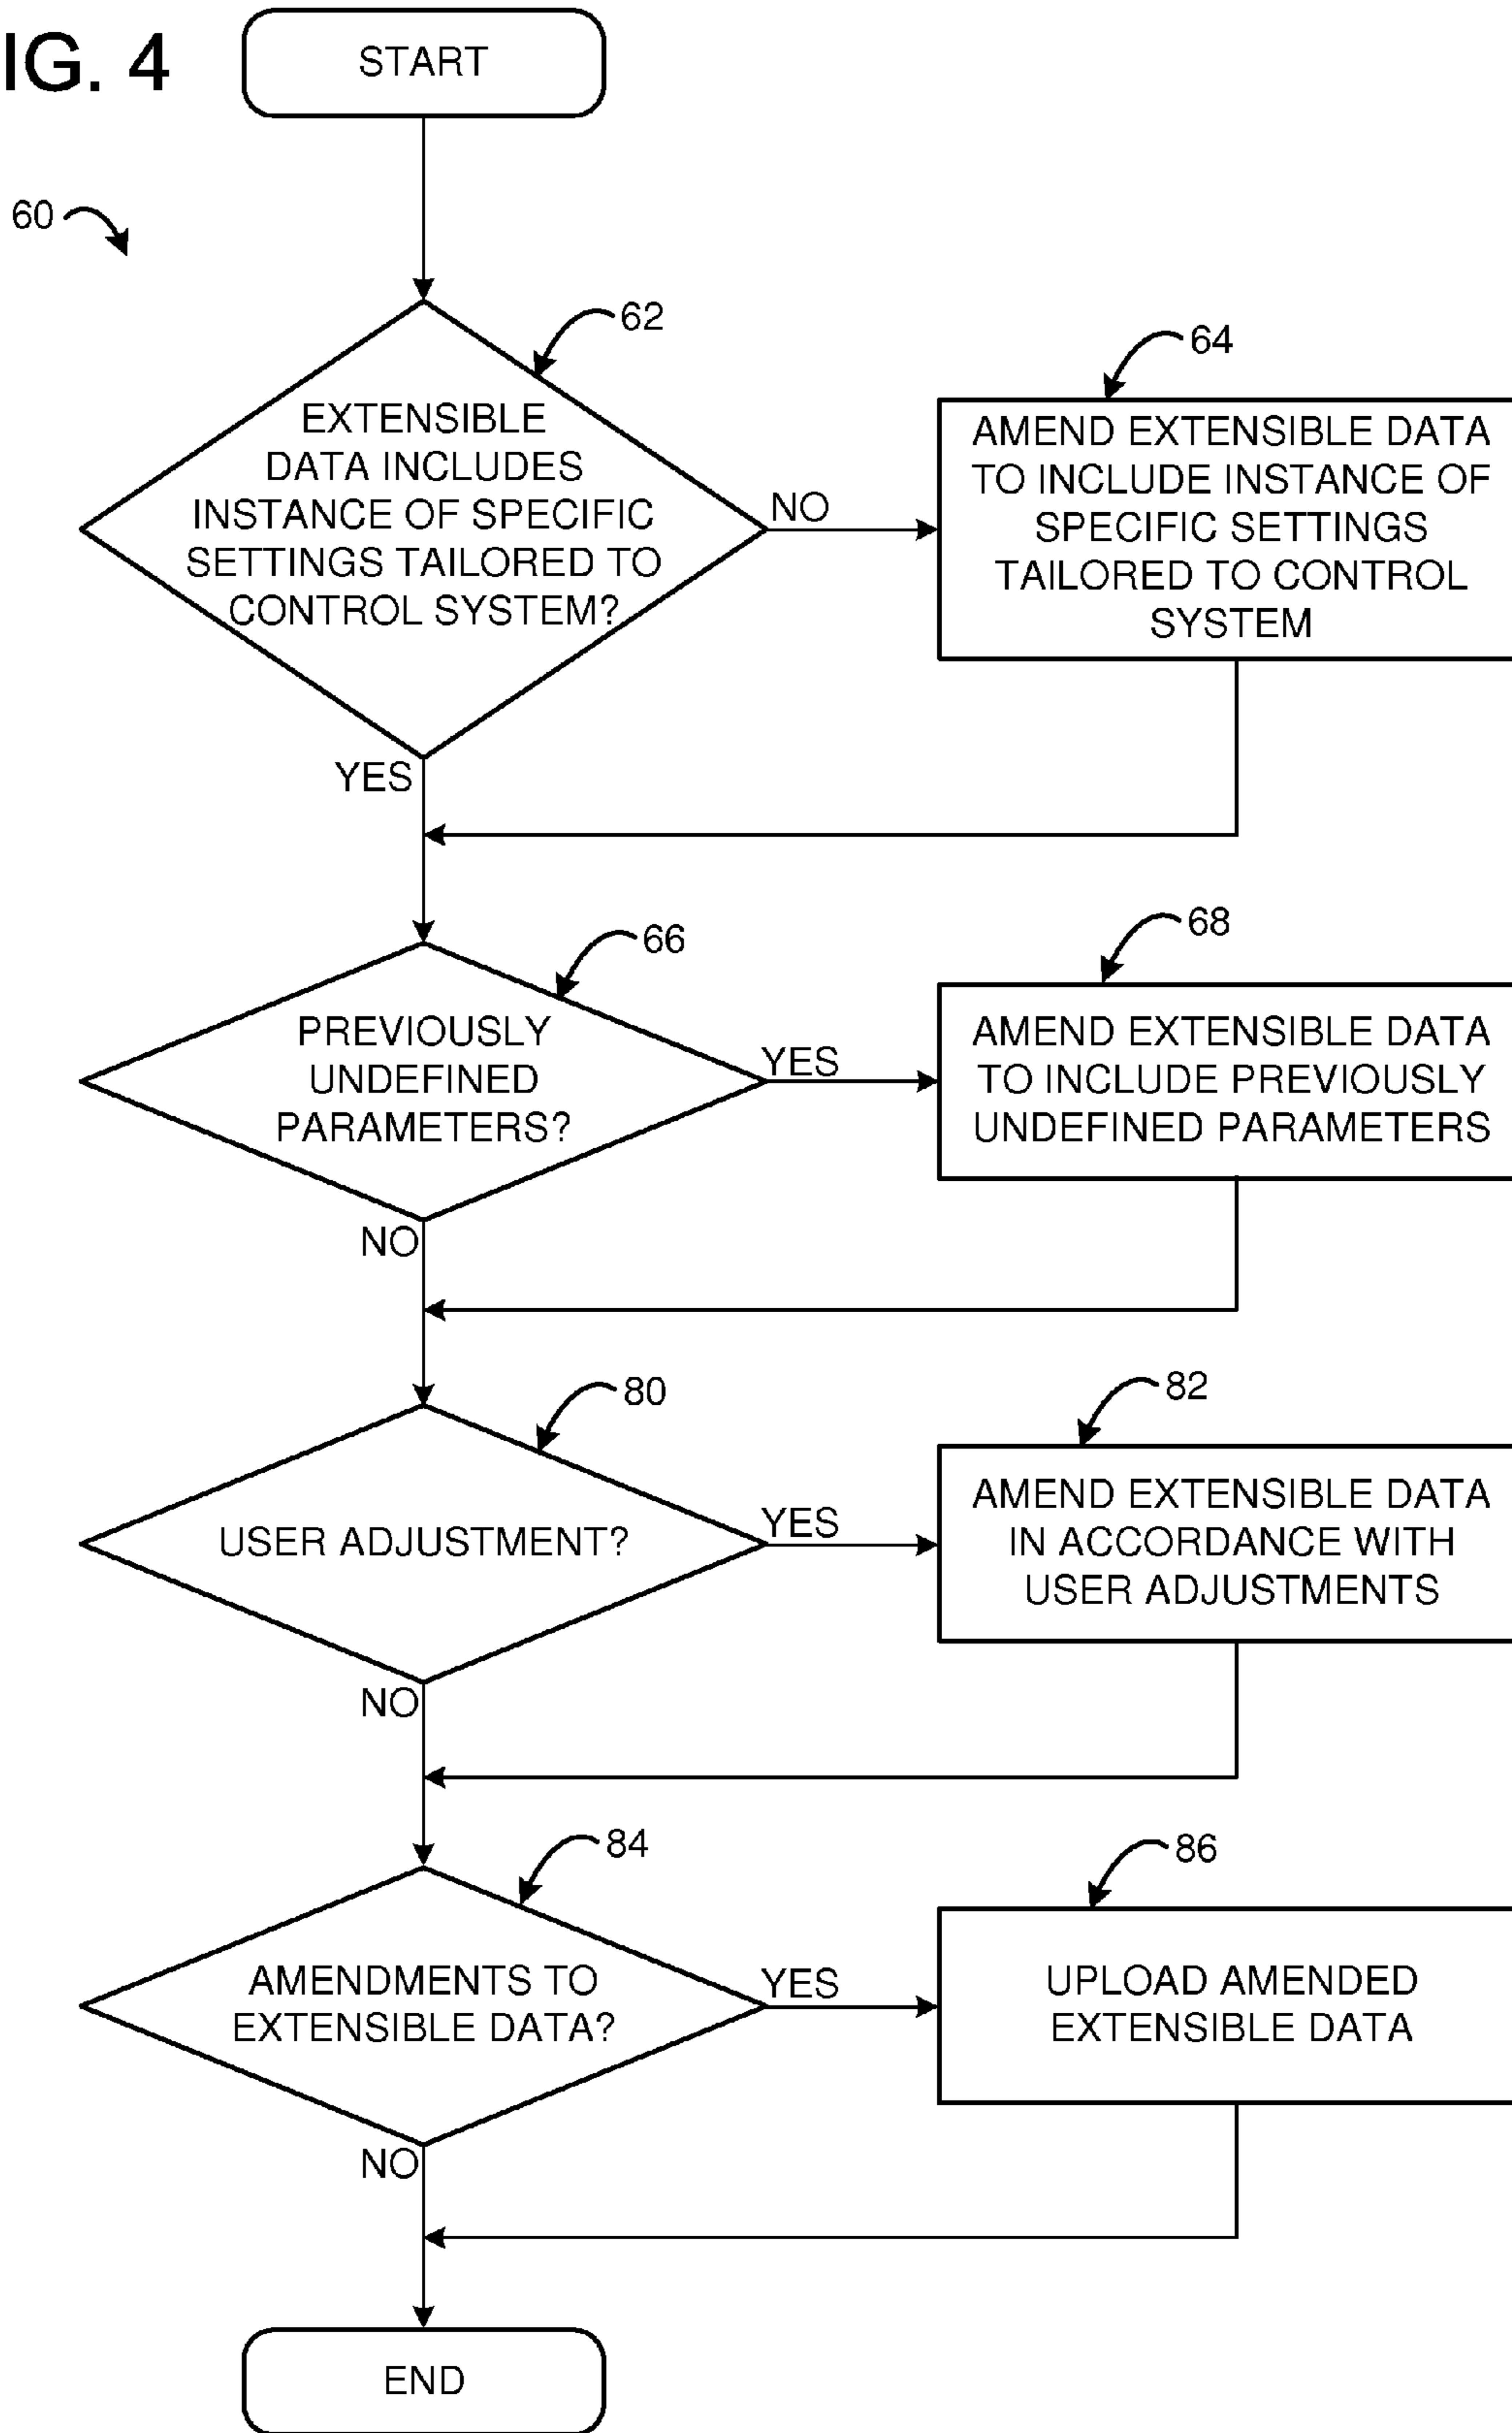 IG. 4
START
60
62
EXTENSIBLE
DATA INCLUDES
INSTANCE OF SPECIFIC
SETTINGS TAILORED TO
CONTROL SYSTEM?
NO
64
AMEND EXTENSIBLE DATA
TO INCLUDE INSTANCE OF
SPECIFIC SETTINGS
TAILORED TO CONTROL
SYSTEM
YES
66
PREVIOUSLY
UNDEFINED
PARAMETERS?
YES
68
AMEND EXTENSIBLE DATA
TO INCLUDE PREVIOUSLY
UNDEFINED PARAMETERS
NO
80
USER ADJUSTMENT?
YES
82
AMEND EXTENSIBLE DATA
IN ACCORDANCE WITH
USER ADJUSTMENTS
NO
84
AMENDMENTS TO
EXTENSIBLE DATA?
YES
86
UPLOAD AMENDED
EXTENSIBLE DATA
NO
END